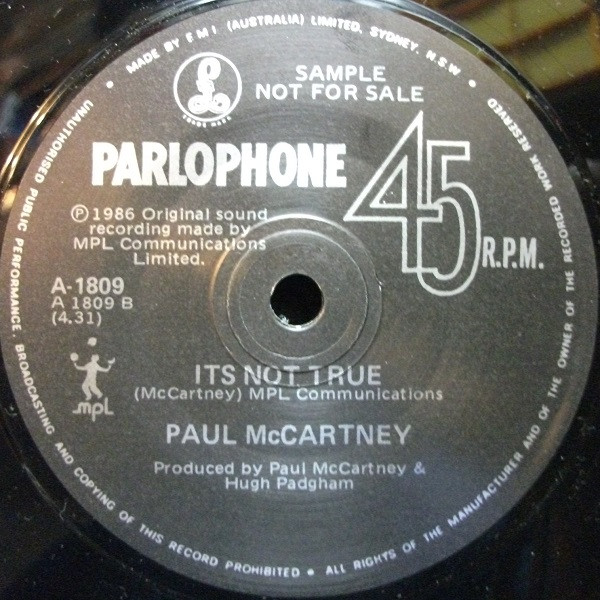 MADE BY E M I (AUSTRALIA) LIMITED, SYDNEY. N.S.W
UNAUTHORISED PUBLIC PERFORMANCE, BROADCASTING AND COPYING OF THIS RECORD PROHIBITED • ALL RIGHTS OF THE MANUFACTURER AND OF THE OWNER OF THE RECORDED WORK RESERVED
SAMPLE
NOT FOR SALE
TRADE MARK
PARLOPHONE
45 R.P.M.
℗ 1986 Original sound
recording made by
MPL Communications
Limited.
A-1809
A 1809 B
(4.31)
mpl
ITS NOT TRUE
(McCartney) MPL Communications
PAUL McCARTNEY
Produced by Paul McCartney &
Hugh Padgham